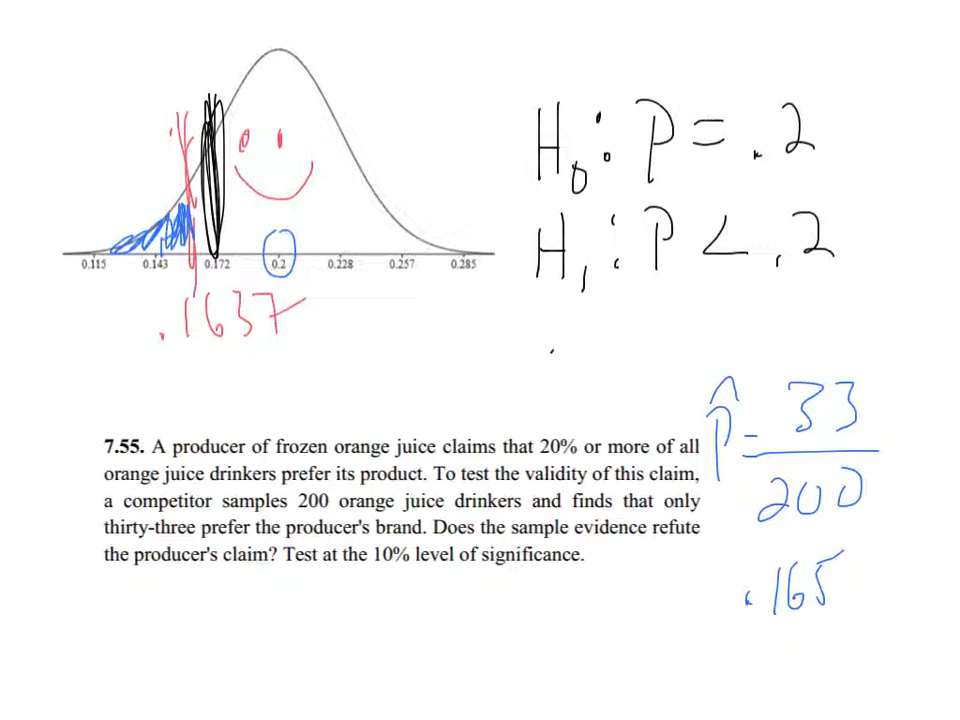 0.115 0.143 0.172 0.2 0.228 0.257 0.285
.1637
H0: P = .2
H1: P < .2
p̂ = 33
200
.165
7.55. A producer of frozen orange juice claims that 20% or more of all
orange juice drinkers prefer its product. To test the validity of this claim,
a competitor samples 200 orange juice drinkers and finds that only
thirty-three prefer the producer's brand. Does the sample evidence refute
the producer's claim? Test at the 10% level of significance.